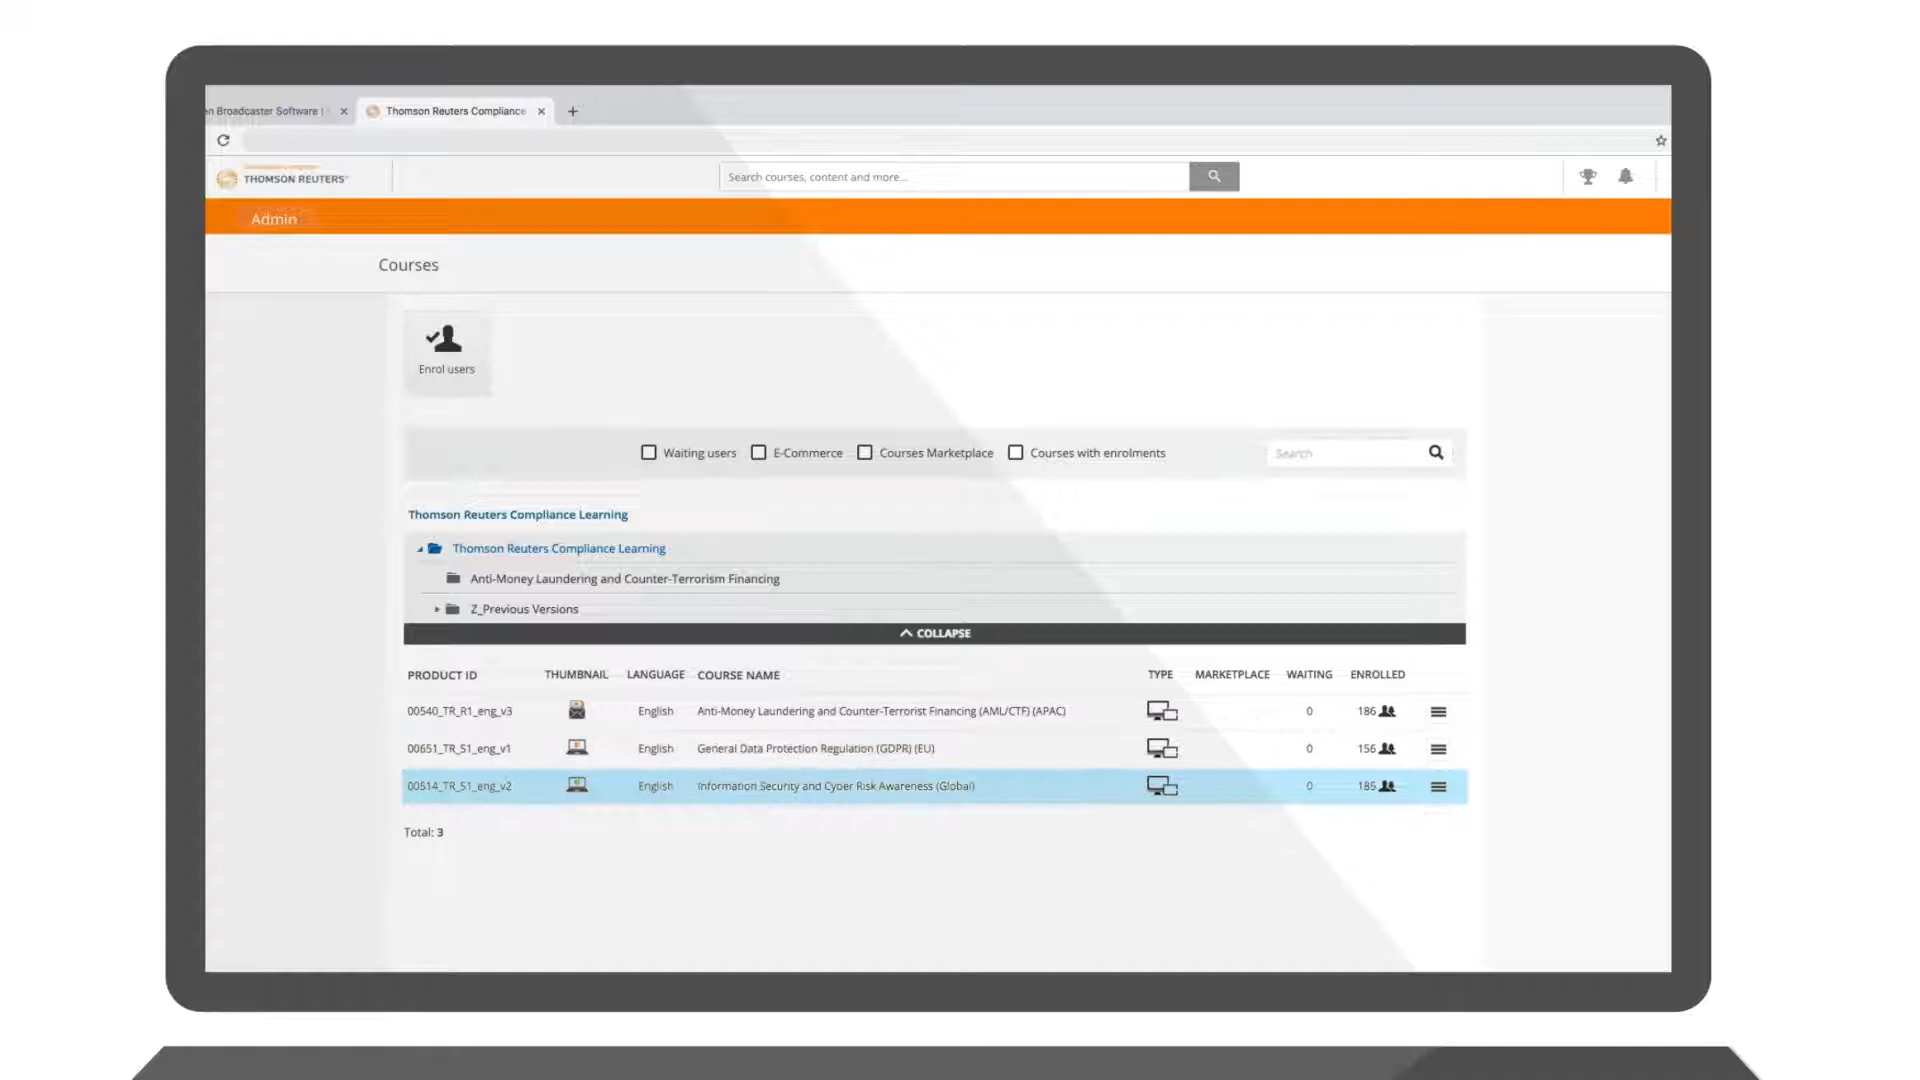 en Broadcaster Software |
Thomson Reuters Compliance
THOMSON REUTERS
Search courses, content and more...
Admin
Courses
Enrol users
Waiting users E-Commerce Courses Marketplace Courses with enrolments Search
Thomson Reuters Compliance Learning
Thomson Reuters Compliance Learning
Anti-Money Laundering and Counter-Terrorism Financing
Z_Previous Versions
COLLAPSE
PRODUCT ID THUMBNAIL LANGUAGE COURSE NAME TYPE MARKETPLACE WAITING ENROLLED
00540_TR_R1_eng_v3 English Anti-Money Laundering and Counter-Terrorist Financing (AML/CTF) (APAC) 0 186
00651_TR_S1_eng_v1 English General Data Protection Regulation (GDPR) (EU) 0 156
00514_TR_S1_eng_v2 English Information Security and Cyber Risk Awareness (Global) 0 185
Total: 3